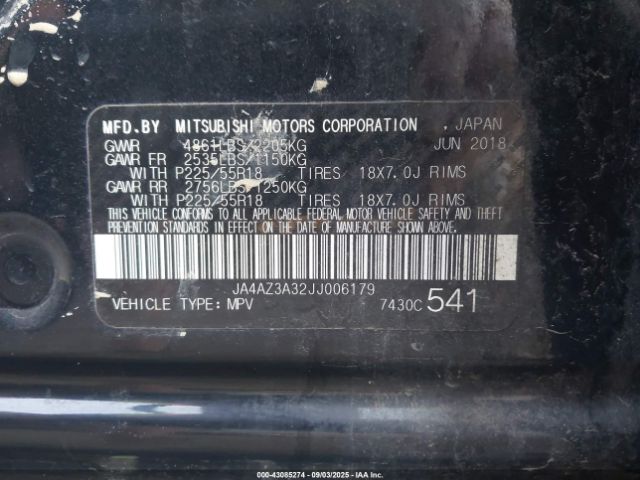 MFD.BY MITSUBISHI MOTORS CORPORATION , JAPAN
GVWR 4861LBS/2205KG JUN 2018
GAWR FR 2535LBS/1150KG
WITH P225/55R18 TIRES 18X7.0J RIMS
GAWR RR 2756LBS/1250KG
WITH P225/55R18 TIRES 18X7.0J RIMS
THIS VEHICLE CONFORMS TO ALL APPLICABLE FEDERAL MOTOR VEHICLE SAFETY AND THEFT
PREVENTION STANDARDS IN EFFECT ON THE DATE OF MANUFACTURE SHOWN ABOVE.
JA4AZ3A32JJ006179
VEHICLE TYPE: MPV 7430C 541
000-43085274 09/03/2025 - IAAI.COM